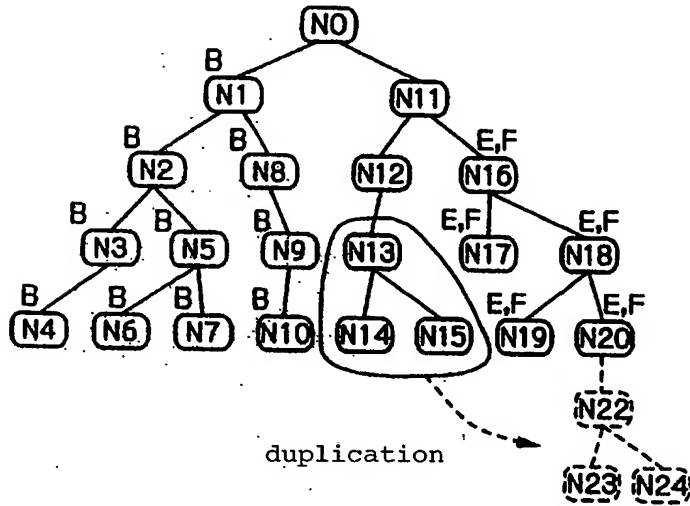 N0
B
N1 N11
B B E,F
N2 N8 N12 N16
B B B E,F E,F
N3 N5 N9 N13 N17 N18
B B B B E,F E,F
N4 N6 N7 N10 N14 N15 N19 N20
N22
duplication
N23 N24